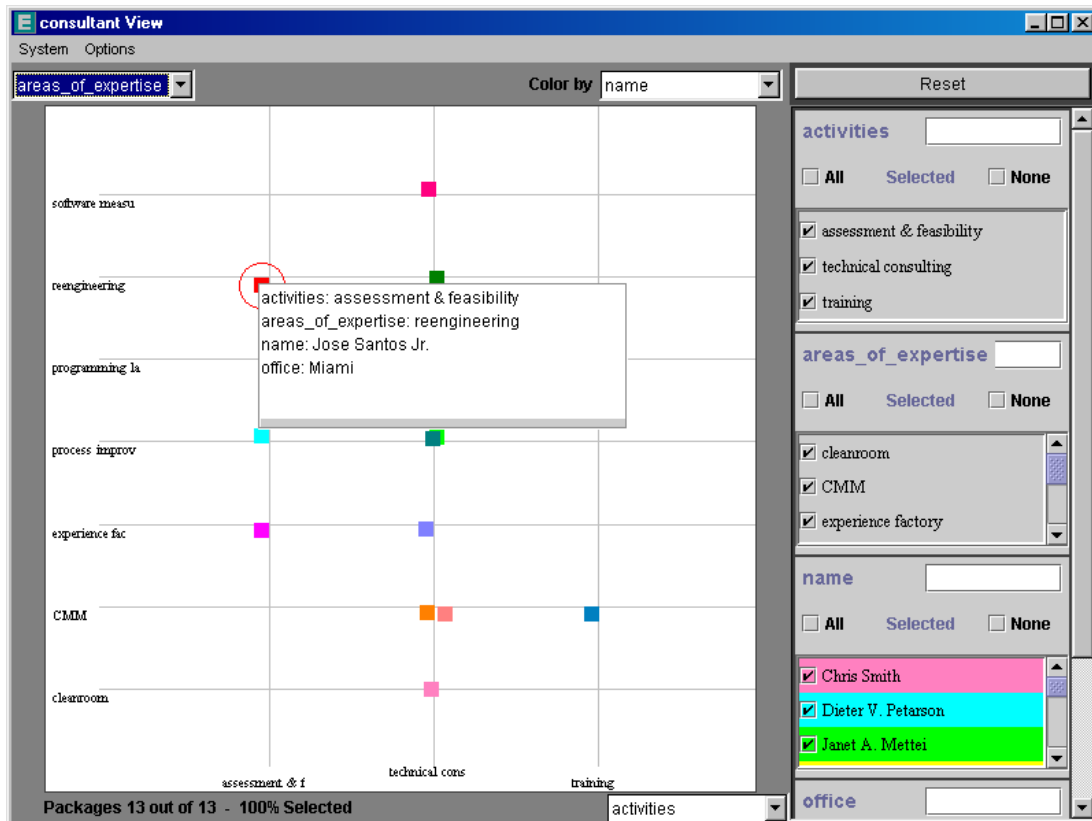 E consultant View
System Options
areas_of_expertise
Color by name
Reset
software measu
reengineering
programming la
process improv
experience fac
CMM
cleanroom
activities: assessment & feasibility
areas_of_expertise: reengineering
name: Jose Santos Jr.
office: Miami
assessment & f
technical cons
training
Packages 13 out of 13 - 100% Selected
activities
activities
All Selected None
assessment & feasibility
technical consulting
training
areas_of_expertise
All Selected None
cleanroom
CMM
experience factory
name
All Selected None
Chris Smith
Dieter V. Petarson
Janet A. Mettei
office